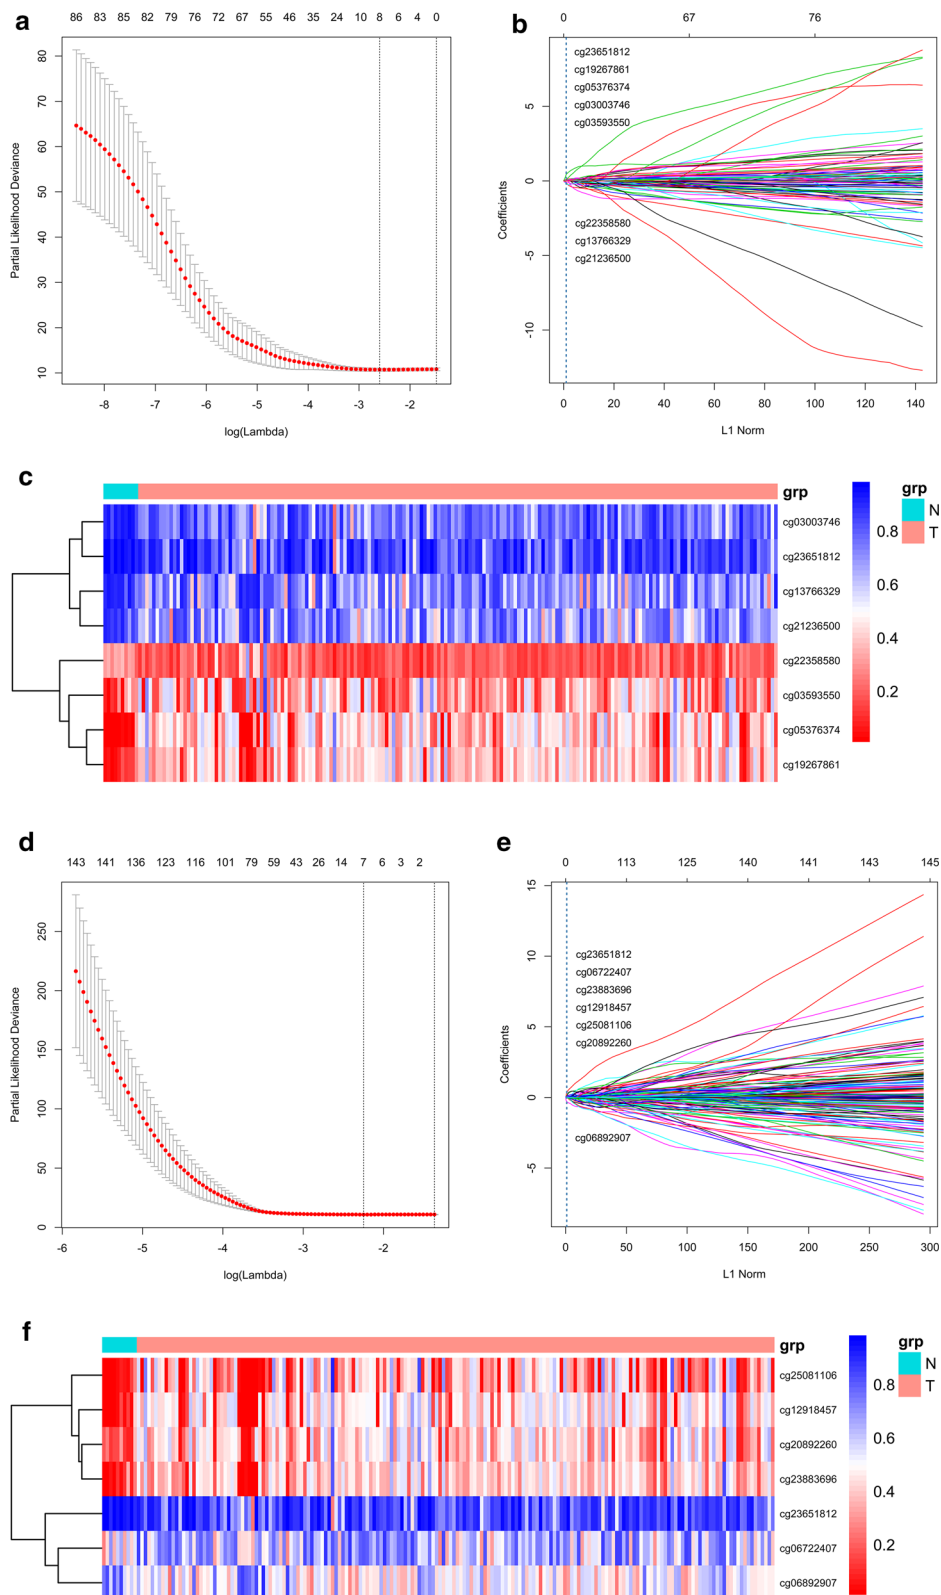 a
86 83 85 82 79 76 72 67 55 46 35 24 10 8 6 4 0
80
70
60
50
40
30
20
10
Partial Likelihood Deviance
-8 -7 -6 -5 -4 -3 -2
log(Lambda)
b
0 67 76
cg23651812
cg19267861
cg05376374
cg03003746
cg03593550
cg22358580
cg13766329
cg21236500
5
0
-5
-10
Coefficients
0 20 40 60 80 100 120 140
L1 Norm
c
grp
cg03003746
cg23651812
cg13766329
cg21236500
cg22358580
cg03593550
cg05376374
cg19267861
0.8
0.6
0.4
0.2
grp
N
T
d
143 141 136 123 116 101 79 59 43 26 14 7 6 3 2
250
200
150
100
50
0
Partial Likelihood Deviance
-6 -5 -4 -3 -2
log(Lambda)
e
0 113 125 140 141 143 145
cg23651812
cg06722407
cg23883696
cg12918457
cg25081106
cg20892260
cg06892907
15
10
5
0
-5
Coefficients
0 50 100 150 200 250 300
L1 Norm
f
grp
cg25081106
cg12918457
cg20892260
cg23883696
cg23651812
cg06722407
cg06892907
0.8
0.6
0.4
0.2
grp
N
T